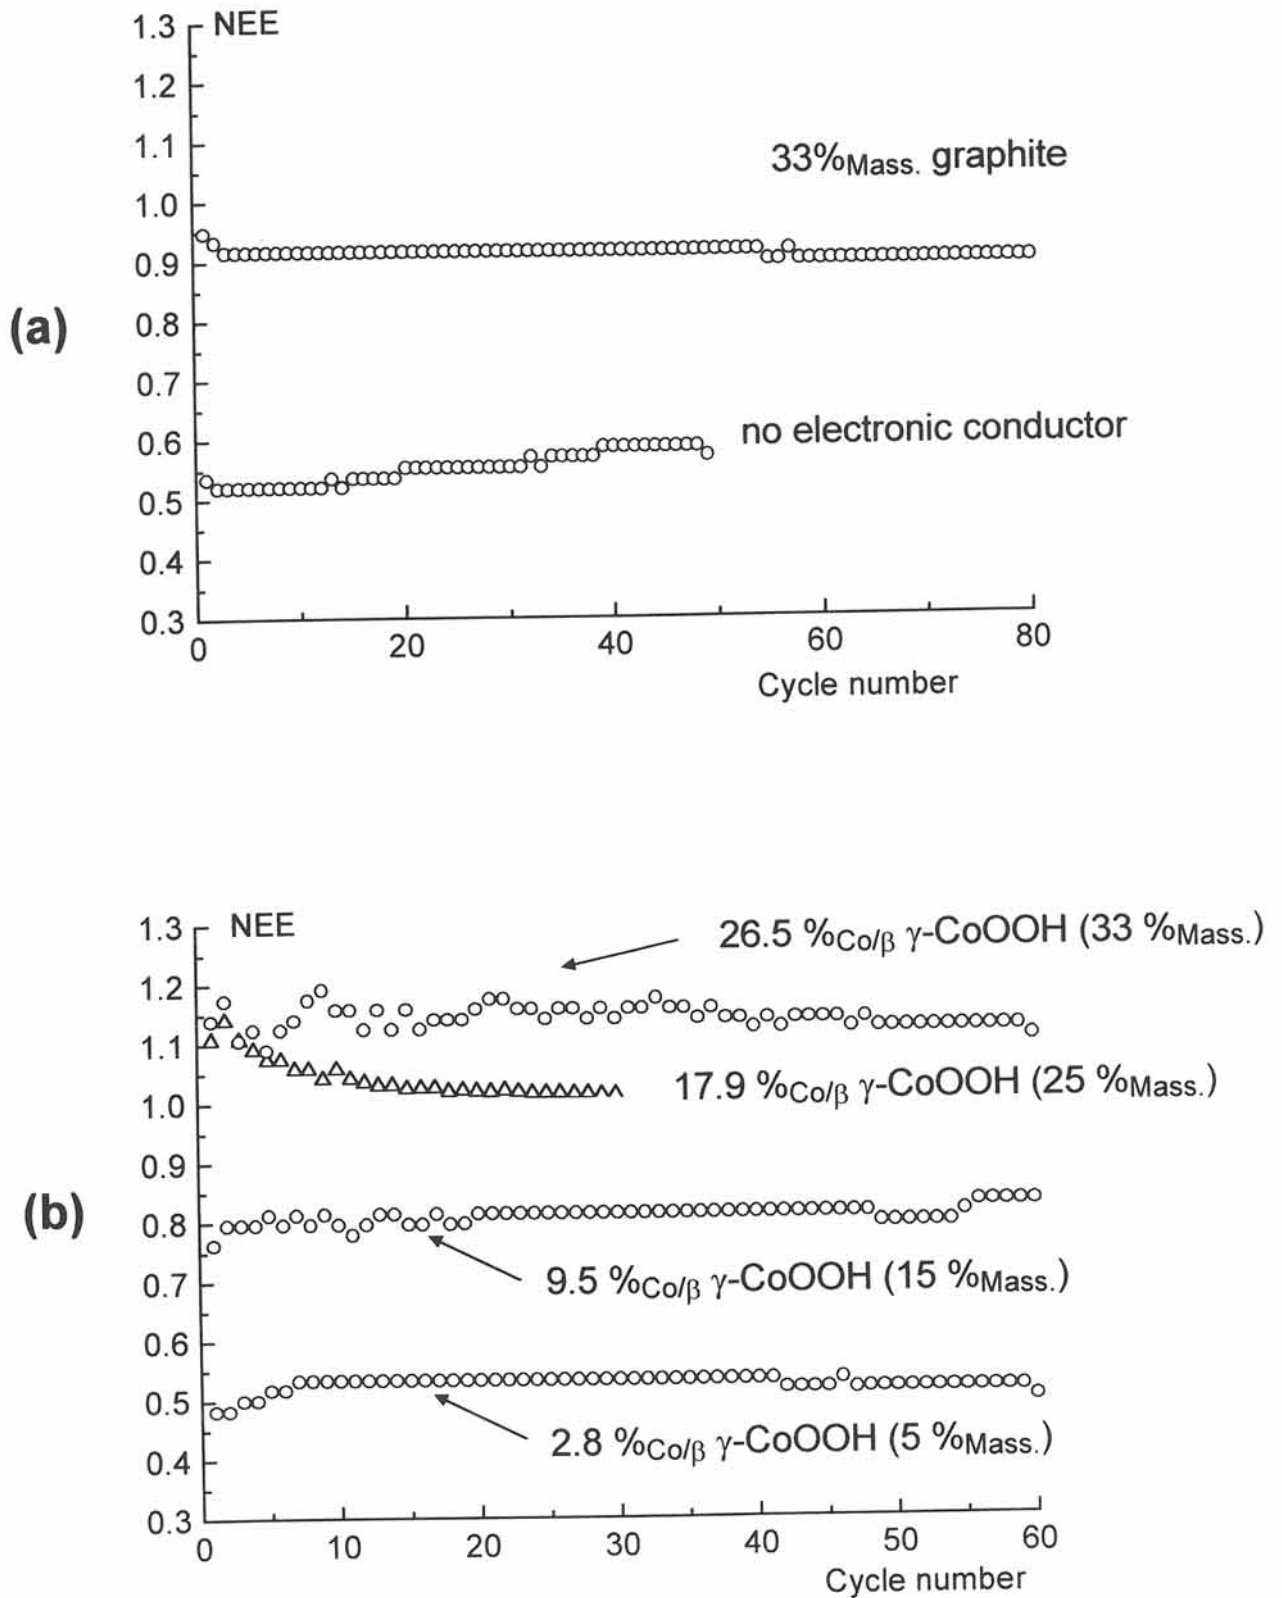 1.3 NEE
1.2
1.1
33%Mass. graphite
1.0
0.9
(a)
0.8
0.7
0.6
no electronic conductor
0.5
0.4
0.3
0 20 40 60 80
Cycle number
1.3 NEE
26.5 %Co/β γ-CoOOH (33 %Mass.)
1.2
1.1
17.9 %Co/β γ-CoOOH (25 %Mass.)
1.0
0.9
(b)
0.8
9.5 %Co/β γ-CoOOH (15 %Mass.)
0.7
0.6
0.5
2.8 %Co/β γ-CoOOH (5 %Mass.)
0.4
0.3
0 10 20 30 40 50 60
Cycle number